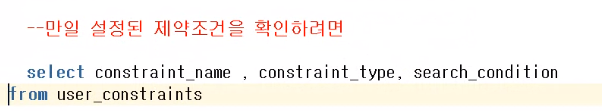 --만일 설정된 제약조건을 확인하려면
select constraint_name , constraint_type, search_condition
from user_constraints